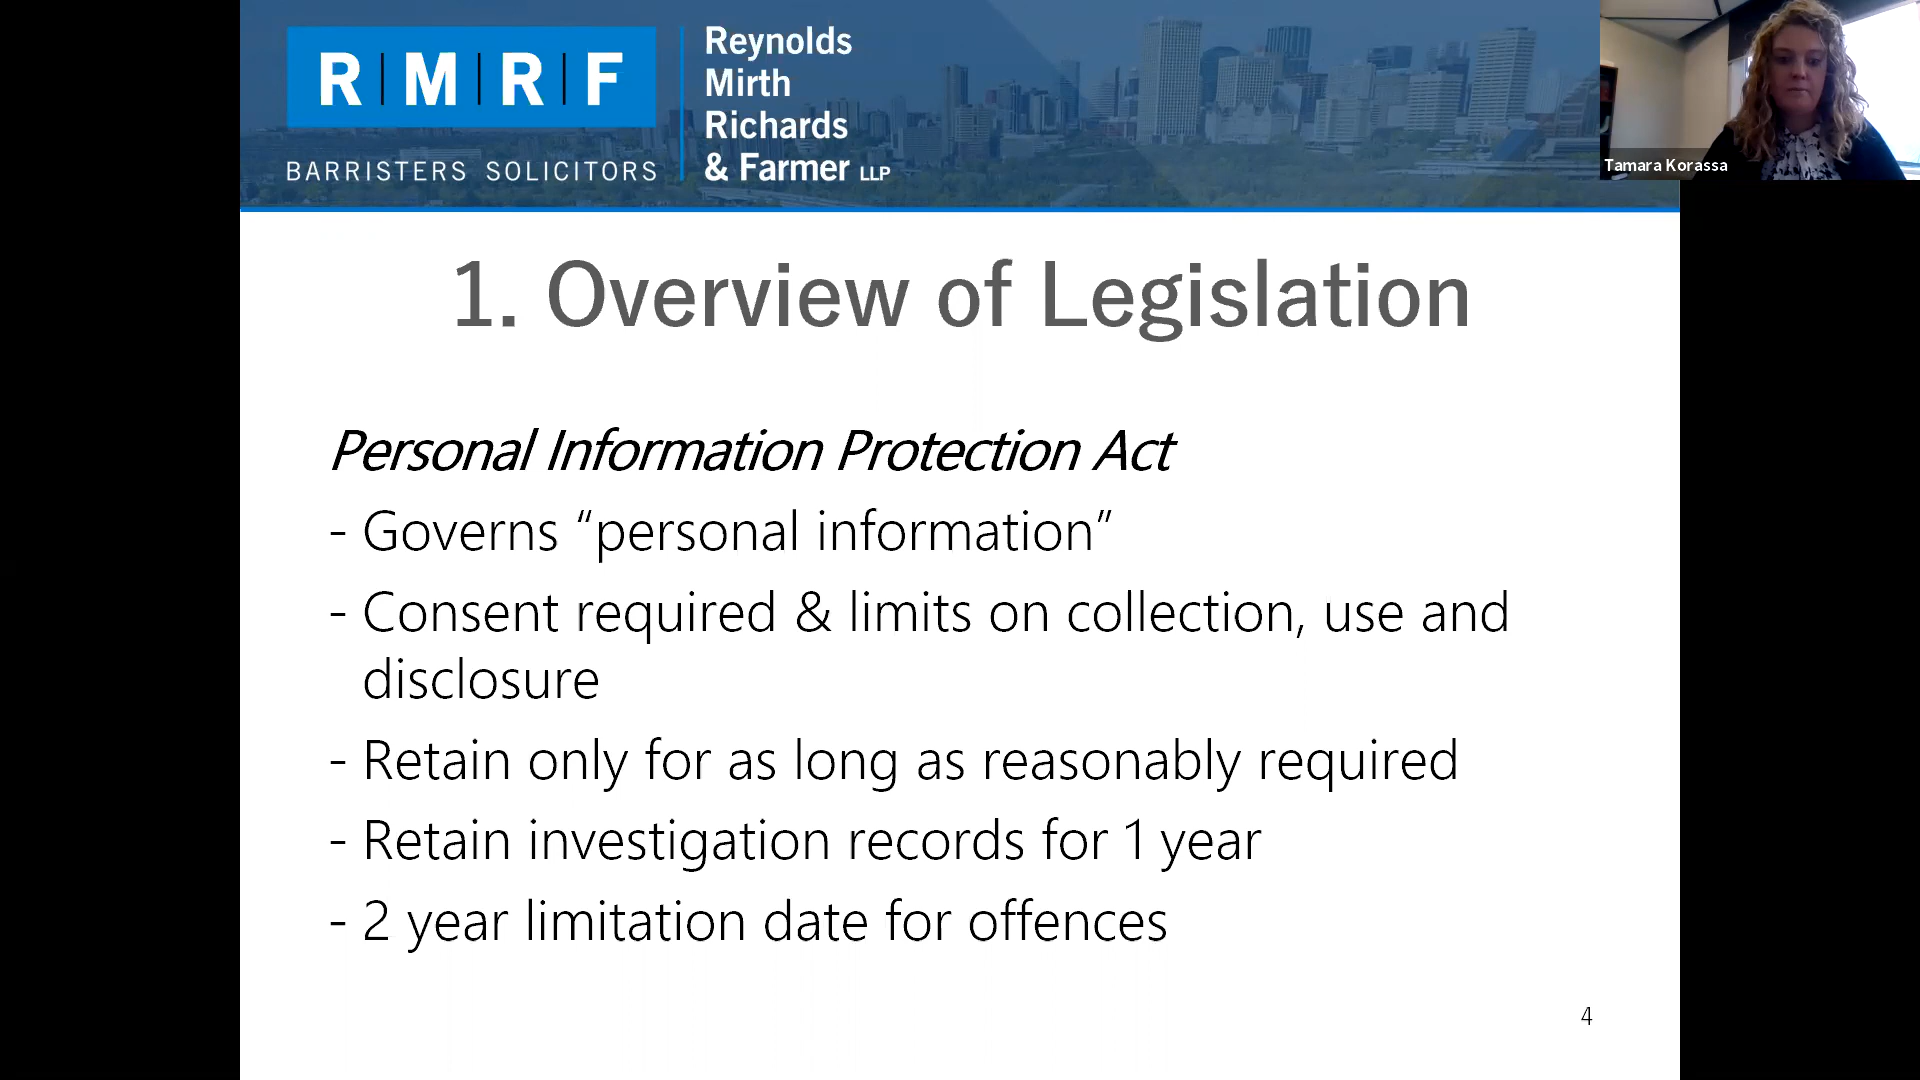 R M R F
BARRISTERS SOLICITORS
Reynolds
Mirth
Richards
& Farmer LLP
Tamara Korassa
1. Overview of Legislation
Personal Information Protection Act
- Governs “personal information”
- Consent required & limits on collection, use and
disclosure
- Retain only for as long as reasonably required
- Retain investigation records for 1 year
- 2 year limitation date for offences
4